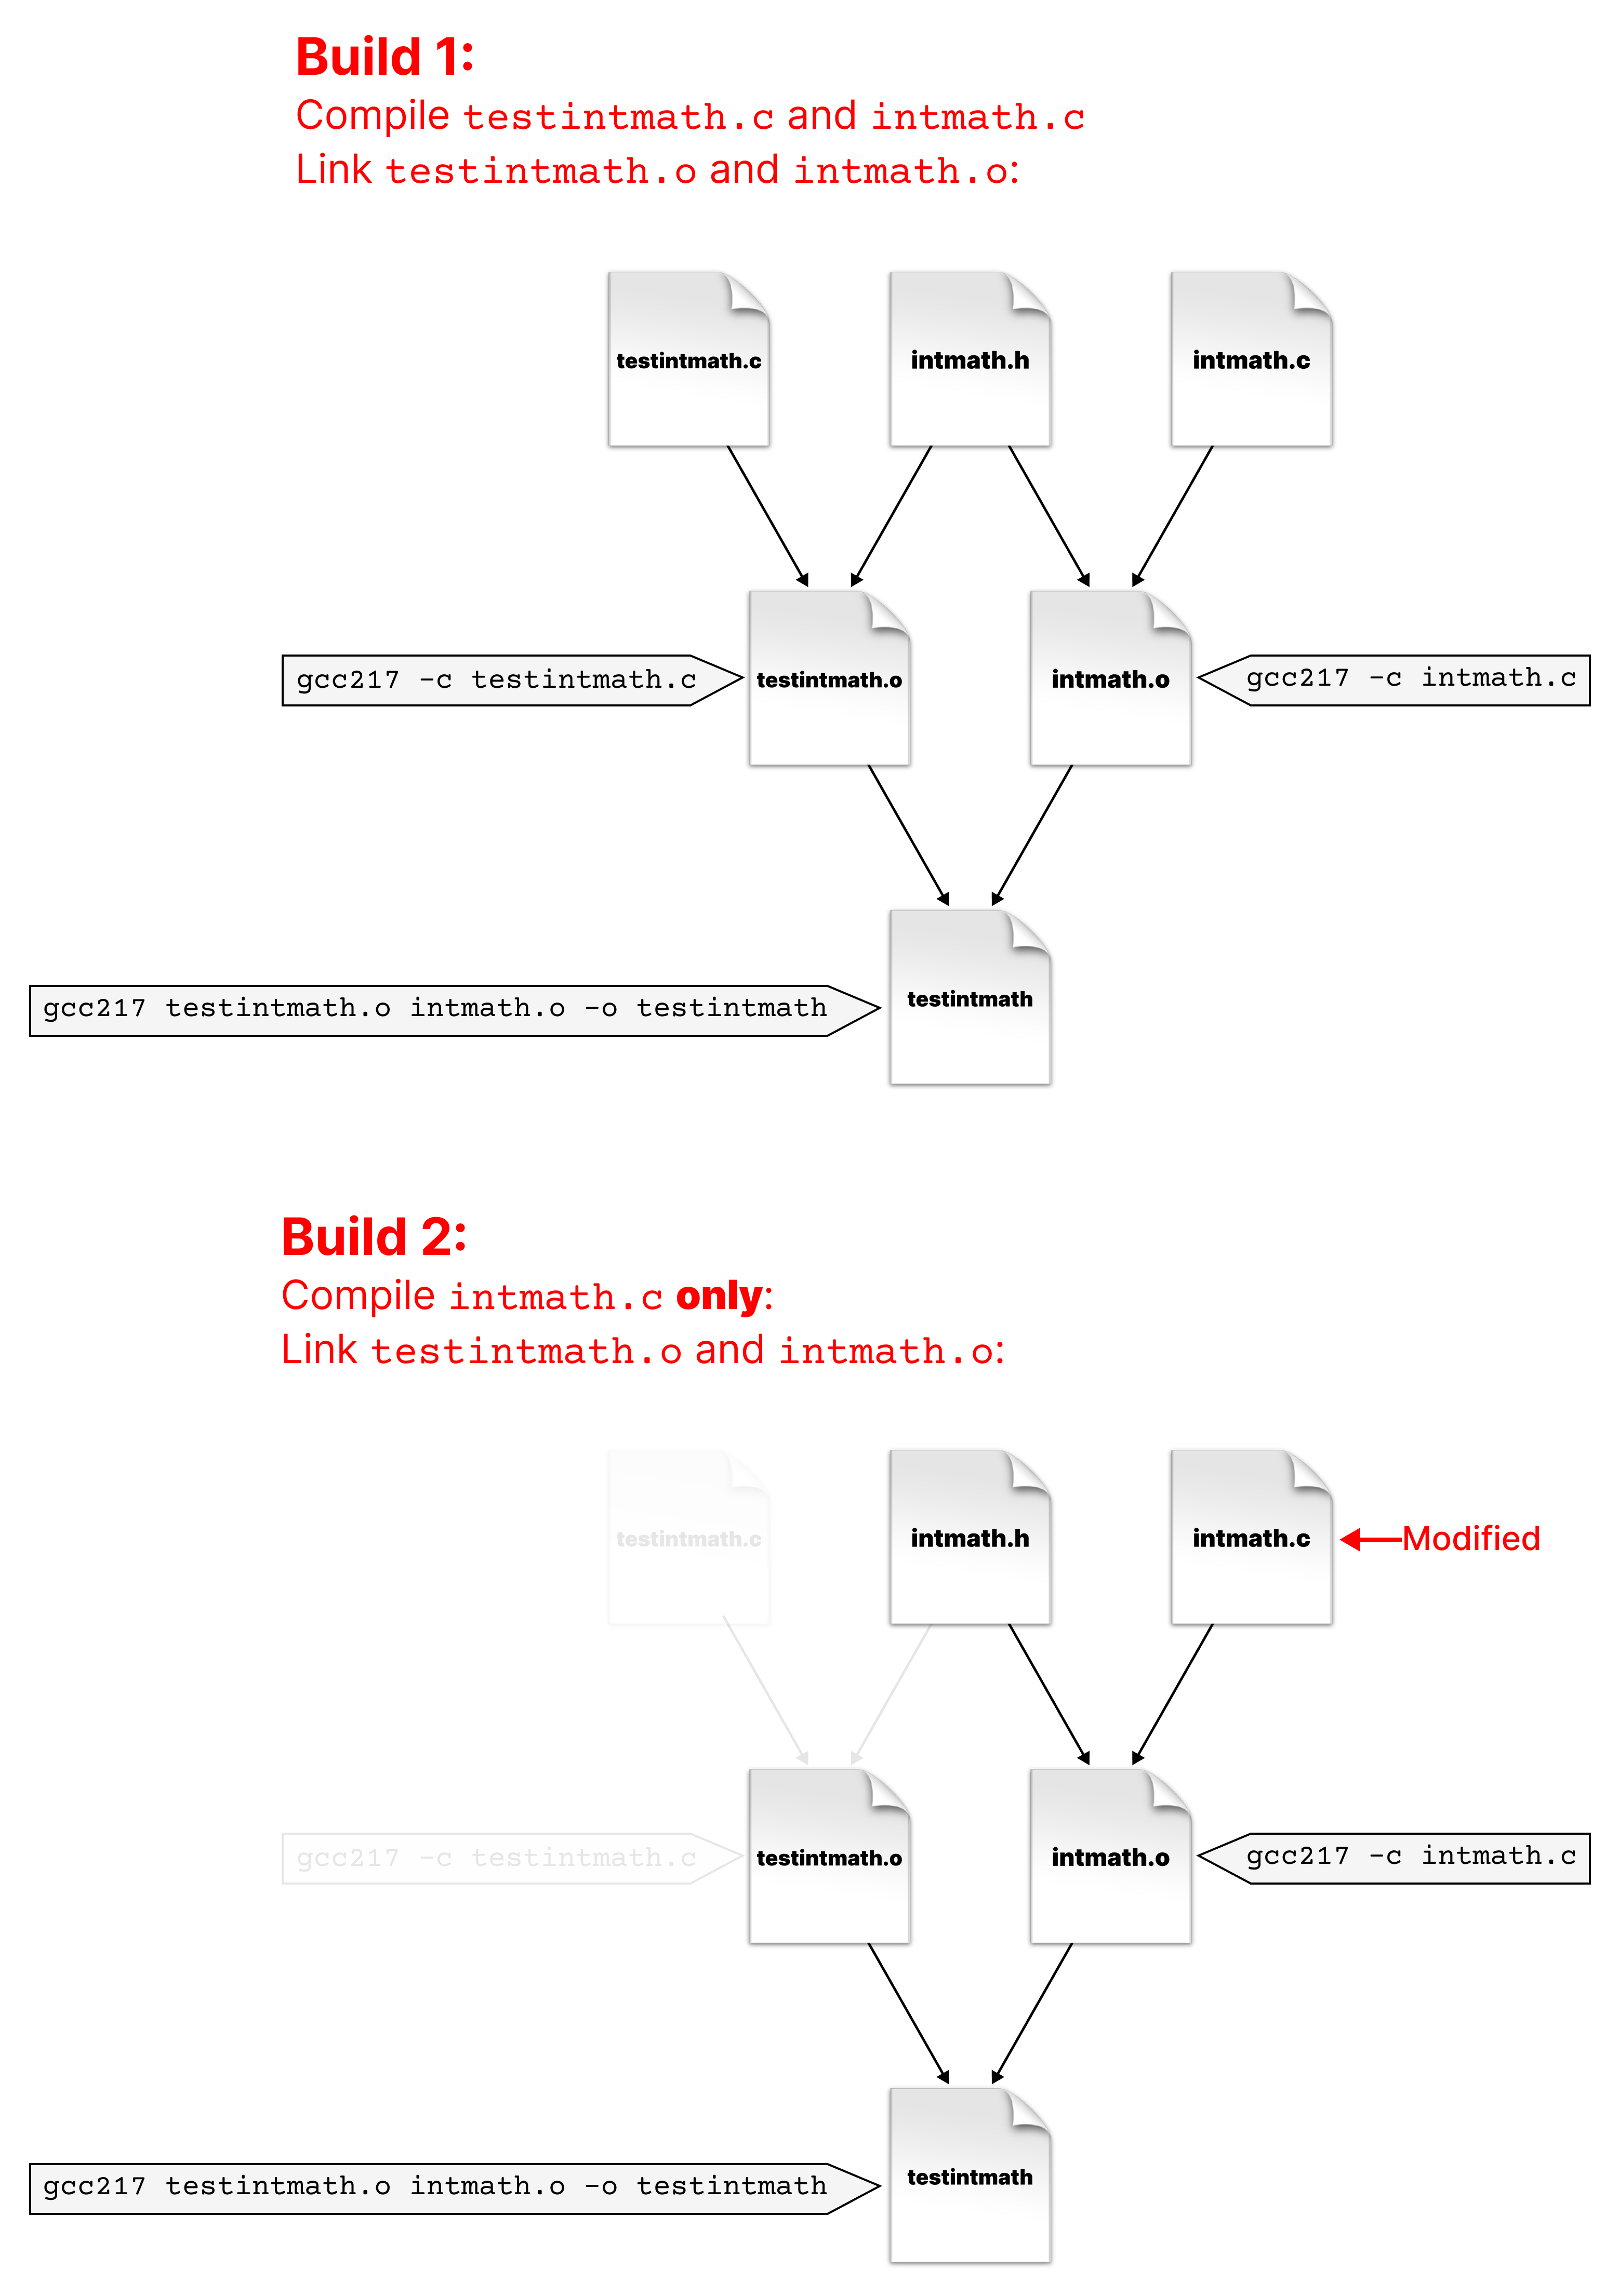 Build 1:
Compile testintmath.c and intmath.c
Link testintmath.o and intmath.o:
testintmath.c
intmath.h
intmath.c
gcc217 -c testintmath.c
testintmath.o
intmath.o
gcc217 -c intmath.c
gcc217 testintmath.o intmath.o -o testintmath
testintmath
Build 2:
Compile intmath.c only:
Link testintmath.o and intmath.o:
testintmath.c
intmath.h
intmath.c
Modified
gcc217 -c testintmath.c
testintmath.o
intmath.o
gcc217 -c intmath.c
gcc217 testintmath.o intmath.o -o testintmath
testintmath